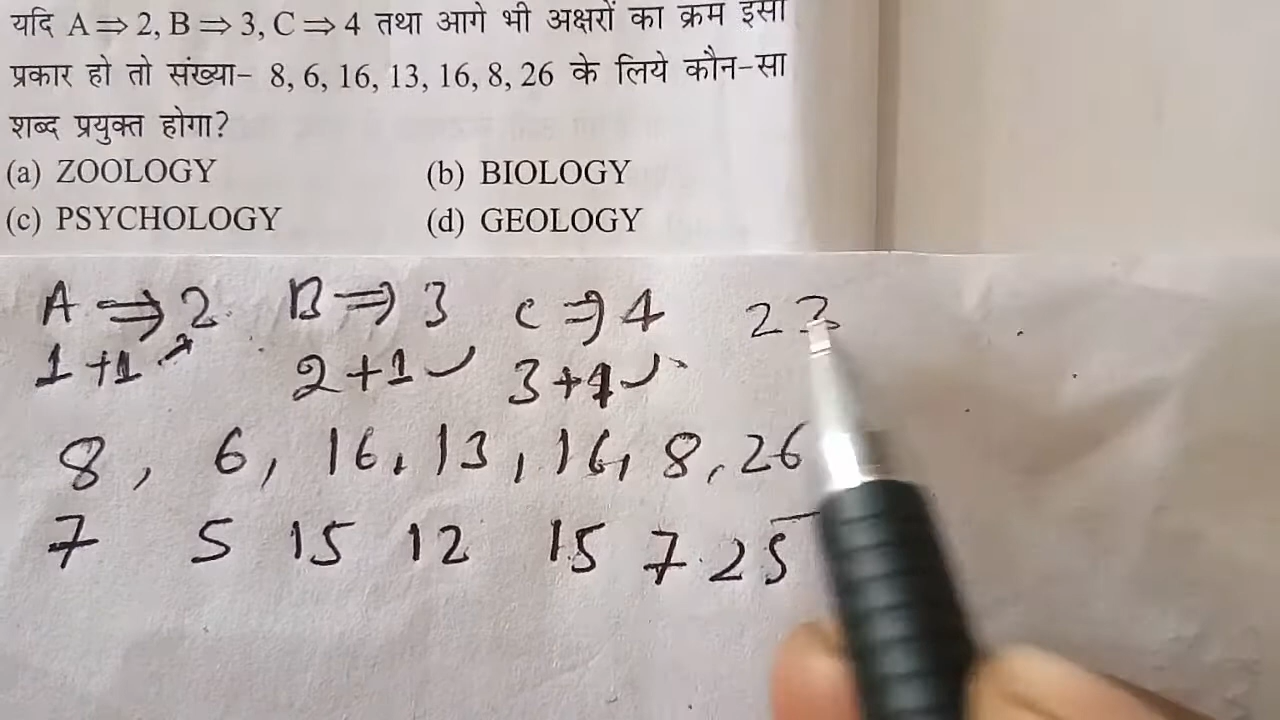 यदि A ⇒ 2, B ⇒ 3, C ⇒ 4 तथा आगे भी अक्षरों का क्रम इसी
प्रकार हो तो संख्या- 8, 6, 16, 13, 16, 8, 26 के लिये कौन-सा
शब्द प्रयुक्त होगा?
(a) ZOOLOGY (b) BIOLOGY
(c) PSYCHOLOGY (d) GEOLOGY
A ⇒ 2 B ⇒ 3 C ⇒ 4 23
1+1 2+1 3+1
8, 6, 16, 13, 16, 8, 26
7 5 15 12 15 7 25